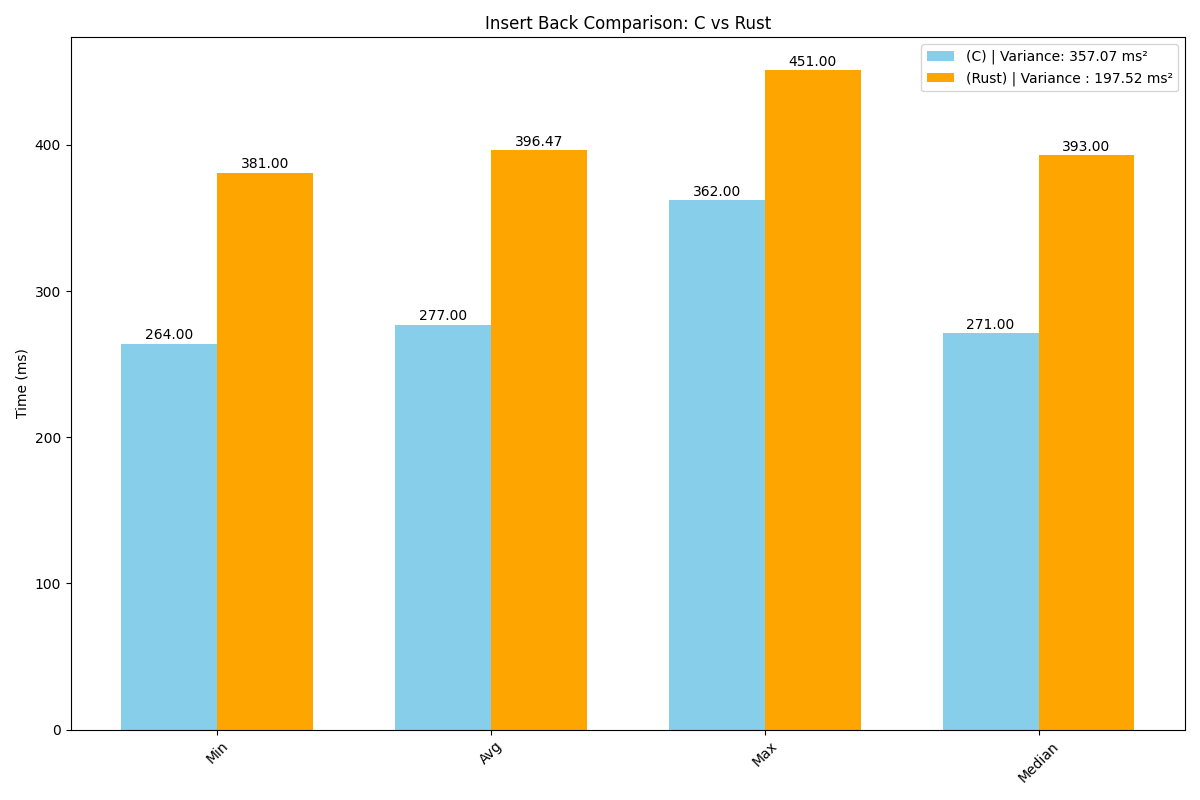 Insert Back Comparison: C vs Rust
(C) | Variance: 357.07 ms²
(Rust) | Variance : 197.52 ms²
Time (ms)
400
300
200
100
0
264.00
381.00
277.00
396.47
362.00
451.00
271.00
393.00
Min
Avg
Max
Median